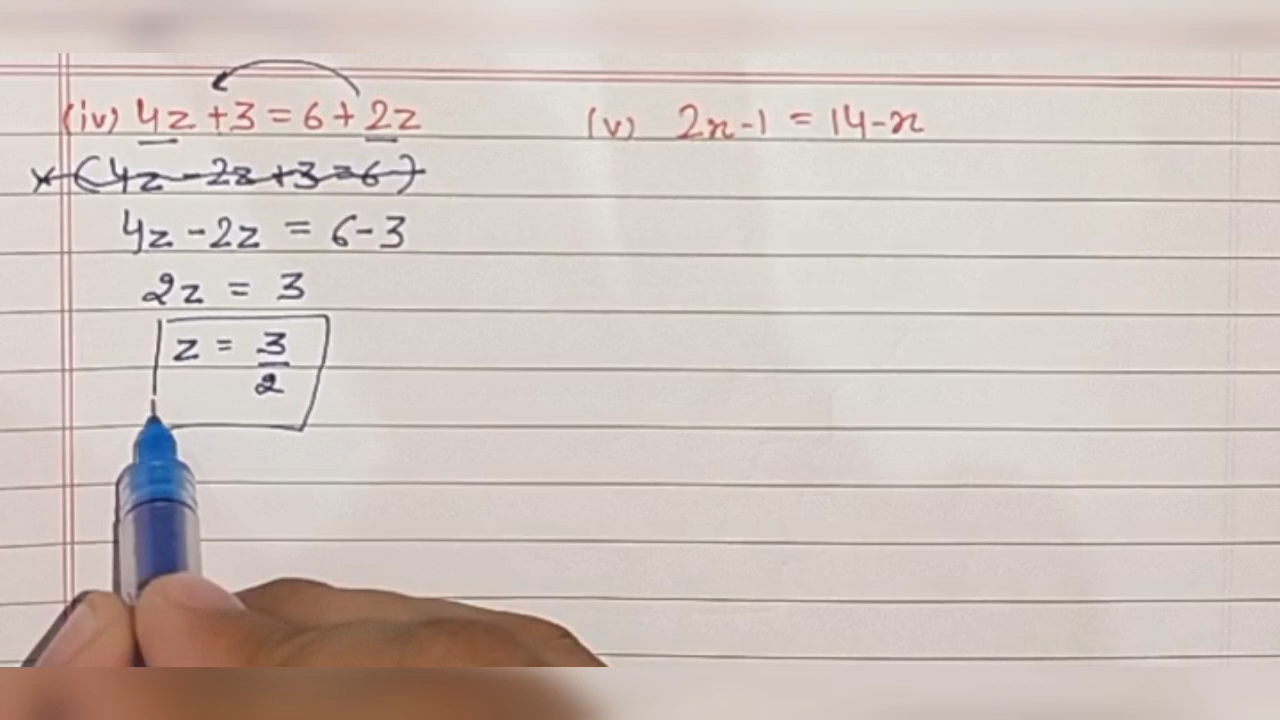 (iv) 4z + 3 = 6 + 2z
× (4z - 2z + 3 = 6)
4z - 2z = 6 - 3
2z = 3
z = 3/2
(v) 2x - 1 = 14 - x